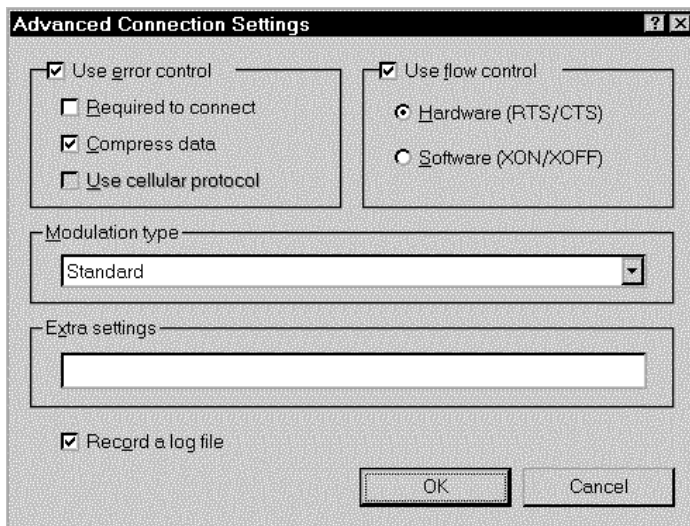 Advanced Connection Settings
Use error control
Required to connect
Compress data
Use cellular protocol
Use flow control
Hardware (RTS/CTS)
Software (XON/XOFF)
Modulation type
Standard
Extra settings
Record a log file
OK
Cancel